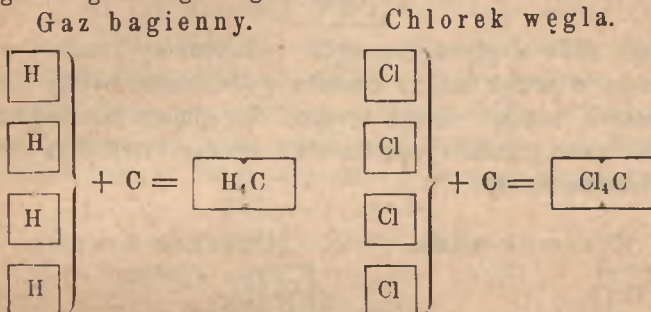 Gaz bagienny. Chlorek węgla.
H Cl
H Cl
+ C = H₄C + C = Cl₄C
H Cl
H Cl